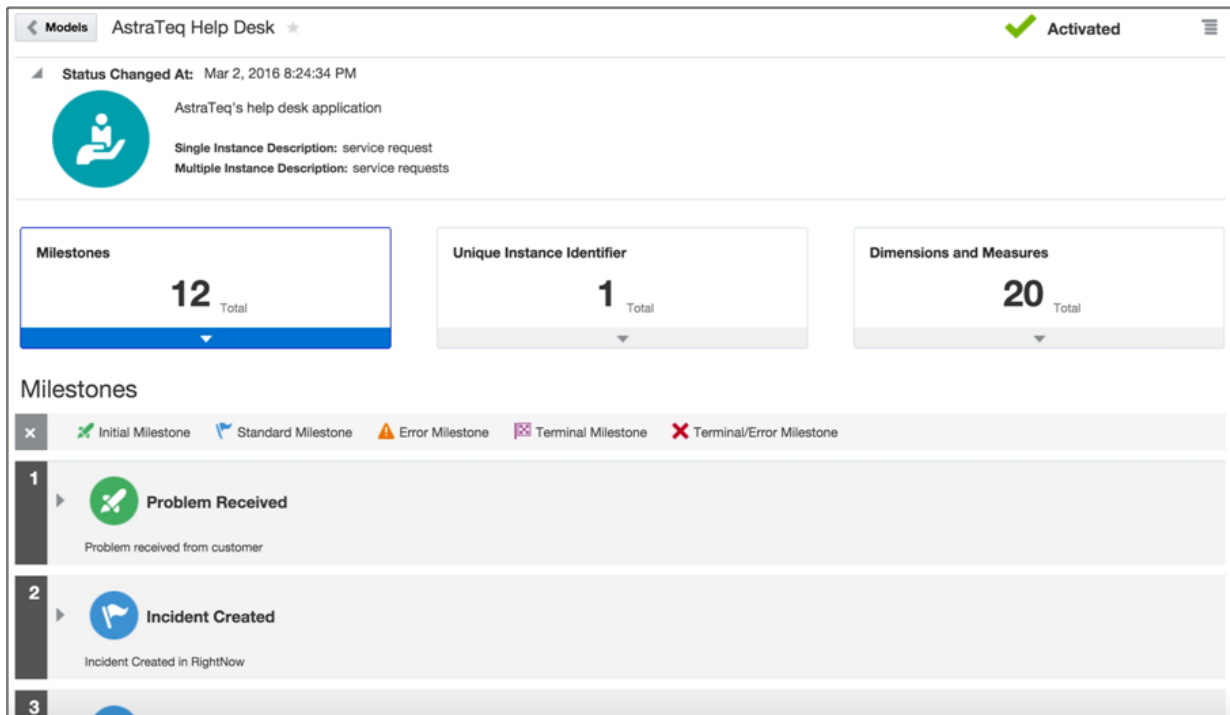 Models AstraTeq Help Desk Activated
Status Changed At: Mar 2, 2016 8:24:34 PM
AstraTeq's help desk application
Single Instance Description: service request
Multiple Instance Description: service requests
Milestones
12 Total
Unique Instance Identifier
1 Total
Dimensions and Measures
20 Total
Milestones
Initial Milestone Standard Milestone Error Milestone Terminal Milestone Terminal/Error Milestone
1
Problem Received
Problem received from customer
2
Incident Created
Incident Created in RightNow
3